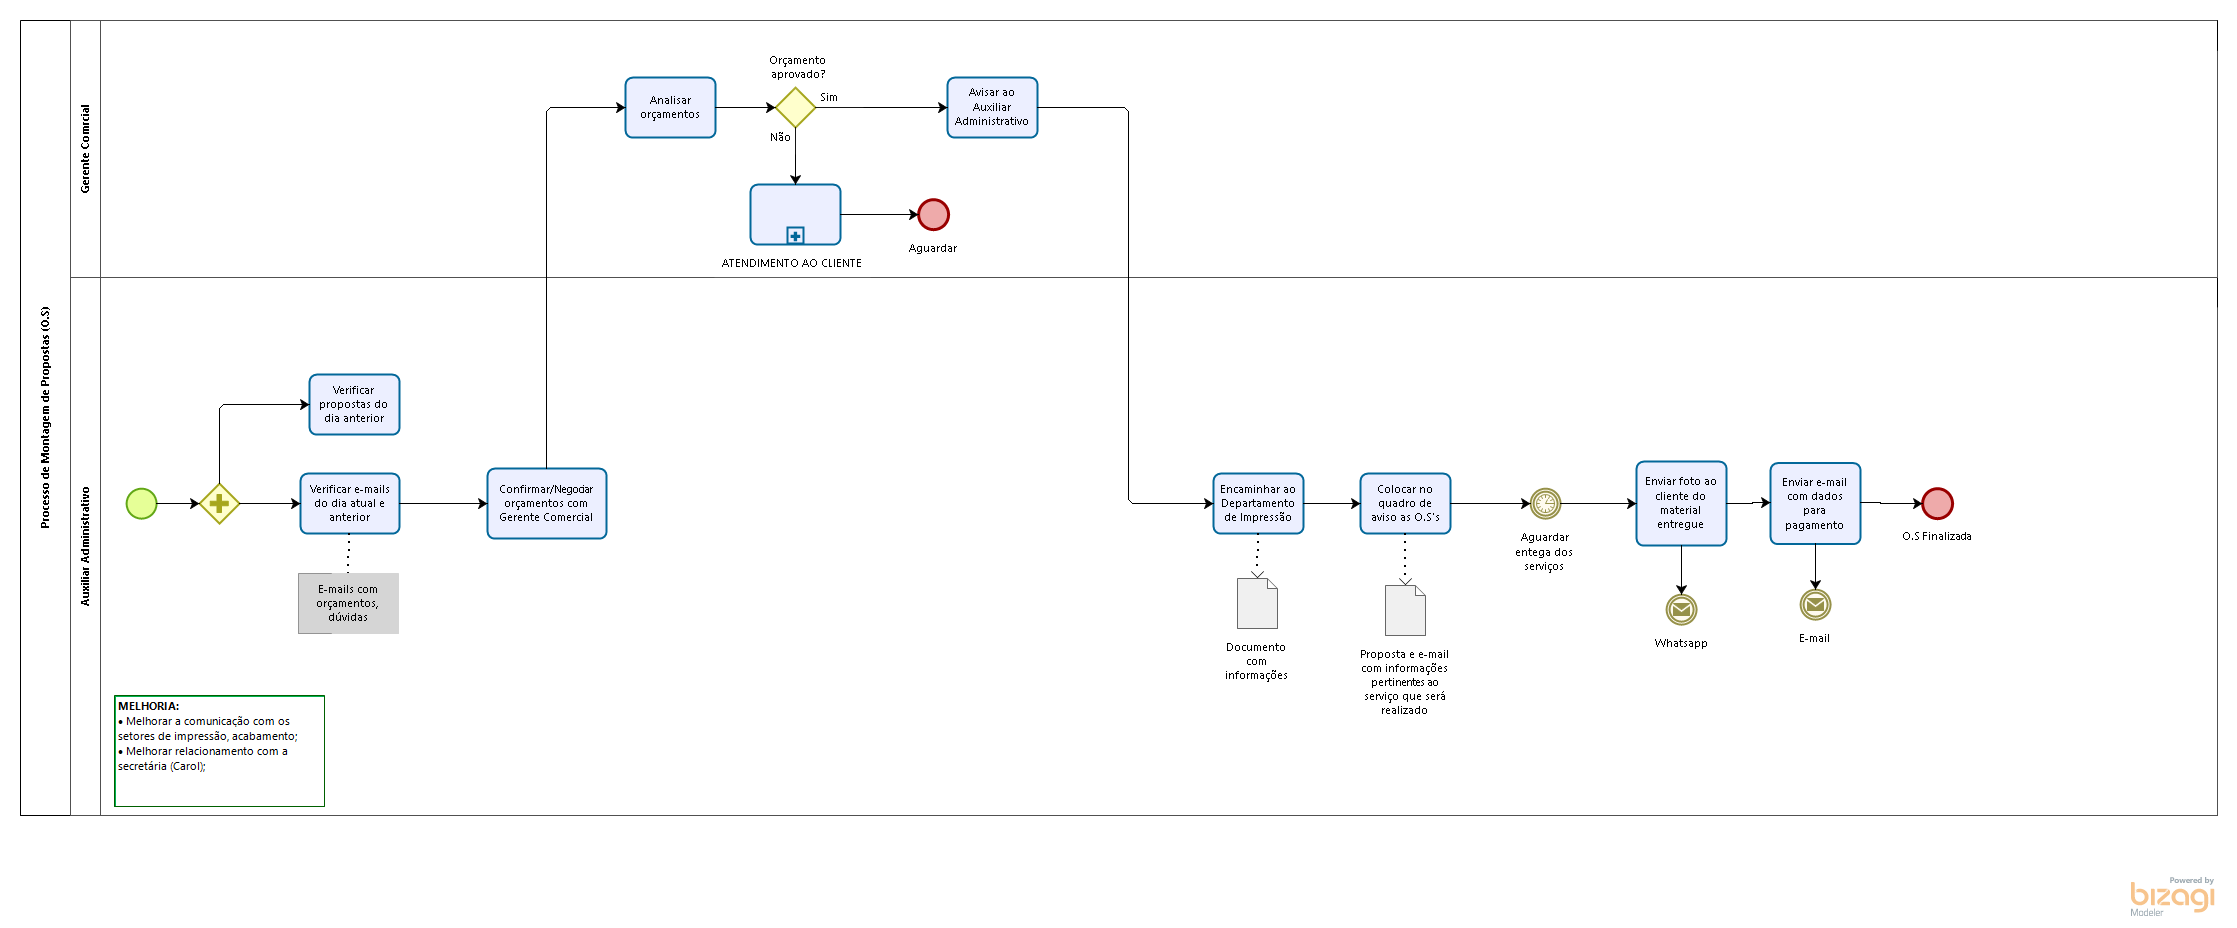 Processo de Montagem de Propostas (O.S)
Gerente Comrcial
Orçamento
aprovado?
Analisar
orçamentos
Sim
Não
Avisar ao
Auxiliar
Administrativo
ATENDIMENTO AO CLIENTE
Aguardar
Auxiliar Administrativo
Verificar
propostas do
dia anterior
Verificar e-mails
do dia atual e
anterior
E-mails com
orçamentos,
dúvidas
Confirmar/Negociar
orçamentos com
Gerente Comercial
Encaminhar ao
Departamento
de Impressão
Documento
com
informações
Colocar no
quadro de
aviso as O.S's
Proposta e e-mail
com informações
pertinentes ao
serviço que será
realizado
Aguardar
entega dos
serviços
Enviar foto ao
cliente do
material
entregue
Whatsapp
Enviar e-mail
com dados
para
pagamento
E-mail
O.S Finalizada
MELHORIA:
• Melhorar a comunicação com os
setores de impressão, acabamento;
• Melhorar relacionamento com a
secretária (Carol);
Powered by
bizagi
Modeler